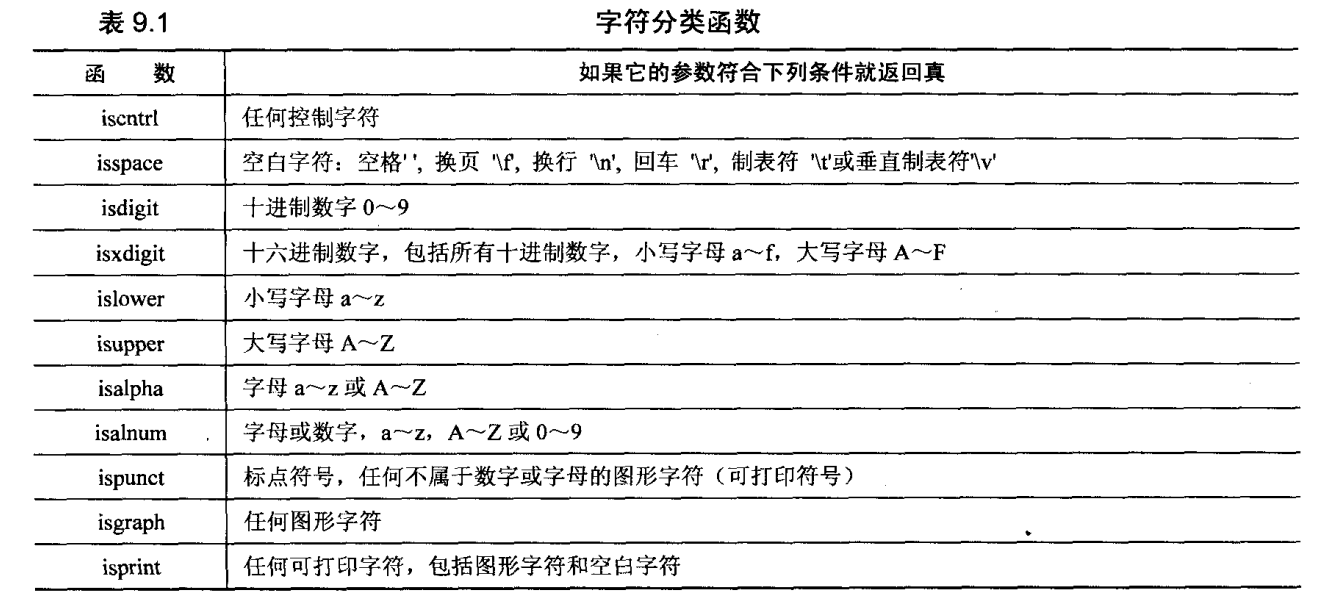 表 9.1 字符分类函数
函 数 如果它的参数符合下列条件就返回真
iscntrl 任何控制字符
isspace 空白字符：空格' ', 换页 '\f', 换行 '\n', 回车 '\r', 制表符 '\t'或垂直制表符'\v'
isdigit 十进制数字 0～9
isxdigit 十六进制数字，包括所有十进制数字，小写字母 a～f，大写字母 A～F
islower 小写字母 a～z
isupper 大写字母 A～Z
isalpha 字母 a～z 或 A～Z
isalnum 字母或数字，a～z，A～Z 或 0～9
ispunct 标点符号，任何不属于数字或字母的图形字符（可打印符号）
isgraph 任何图形字符
isprint 任何可打印字符，包括图形字符和空白字符